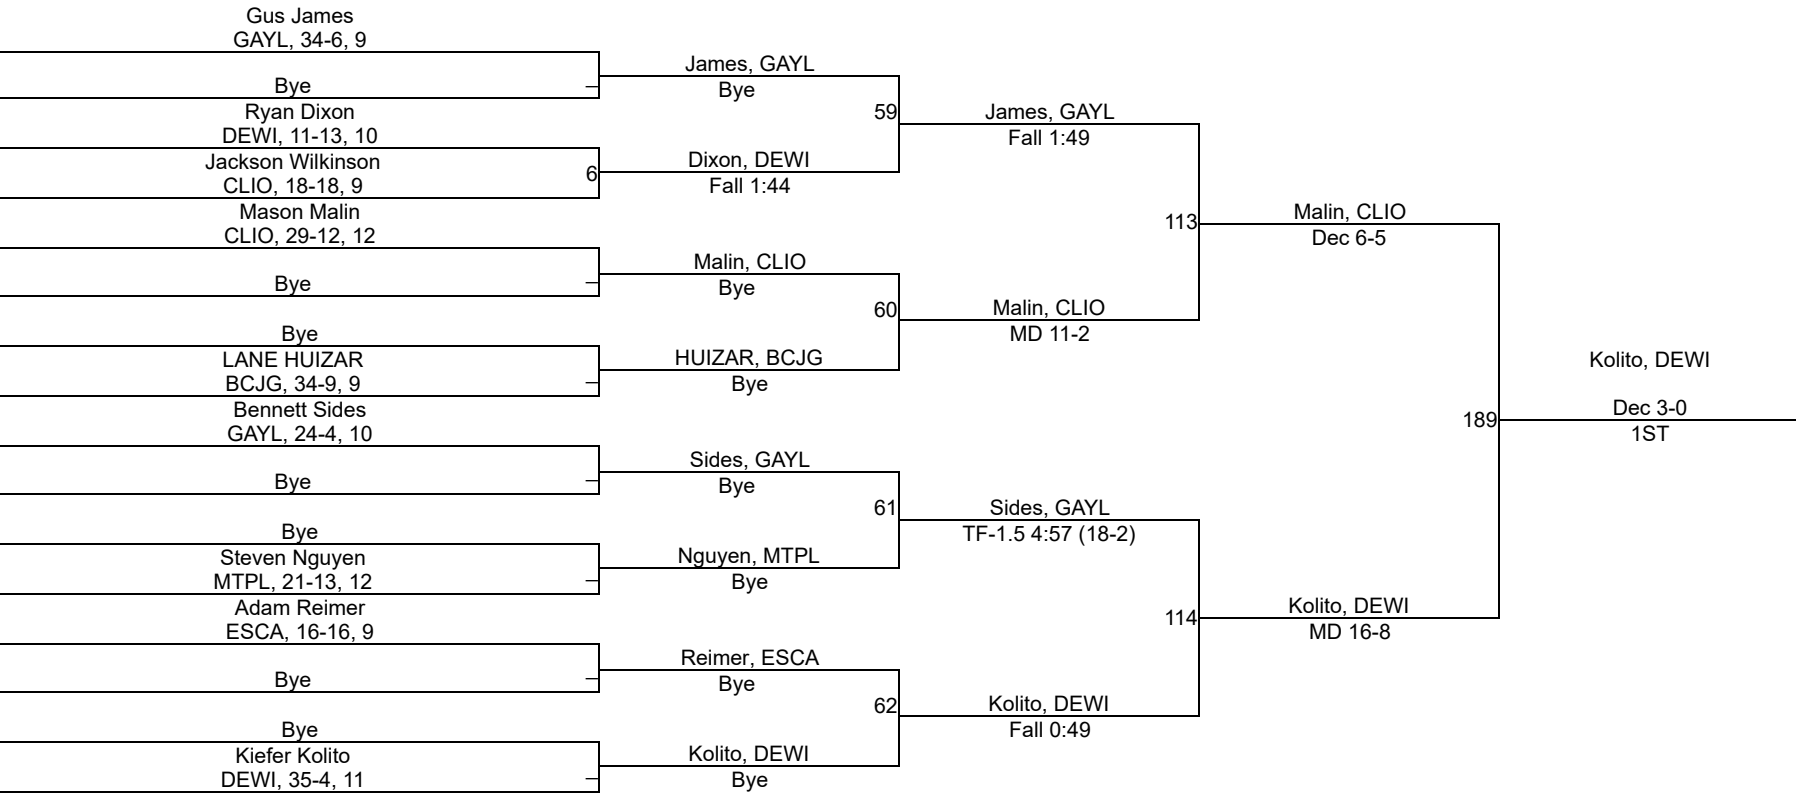 Gus James
GAYL, 34-6, 9
Bye
Ryan Dixon
DEWI, 11-13, 10
Jackson Wilkinson
CLIO, 18-18, 9
6
Mason Malin
CLIO, 29-12, 12
Bye
Bye
LANE HUIZAR
BCJG, 34-9, 9
Bennett Sides
GAYL, 24-4, 10
Bye
Bye
Steven Nguyen
MTPL, 21-13, 12
Adam Reimer
ESCA, 16-16, 9
Bye
Bye
Kiefer Kolito
DEWI, 35-4, 11
James, GAYL
Bye
59
Dixon, DEWI
Fall 1:44
Malin, CLIO
Bye
60
HUIZAR, BCJG
Bye
Sides, GAYL
Bye
61
Nguyen, MTPL
Bye
Reimer, ESCA
Bye
62
Kolito, DEWI
Bye
James, GAYL
Fall 1:49
113
Malin, CLIO
MD 11-2
Sides, GAYL
TF-1.5 4:57 (18-2)
114
Kolito, DEWI
Fall 0:49
Malin, CLIO
Dec 6-5
189
Kolito, DEWI
MD 16-8
Kolito, DEWI
Dec 3-0
1ST